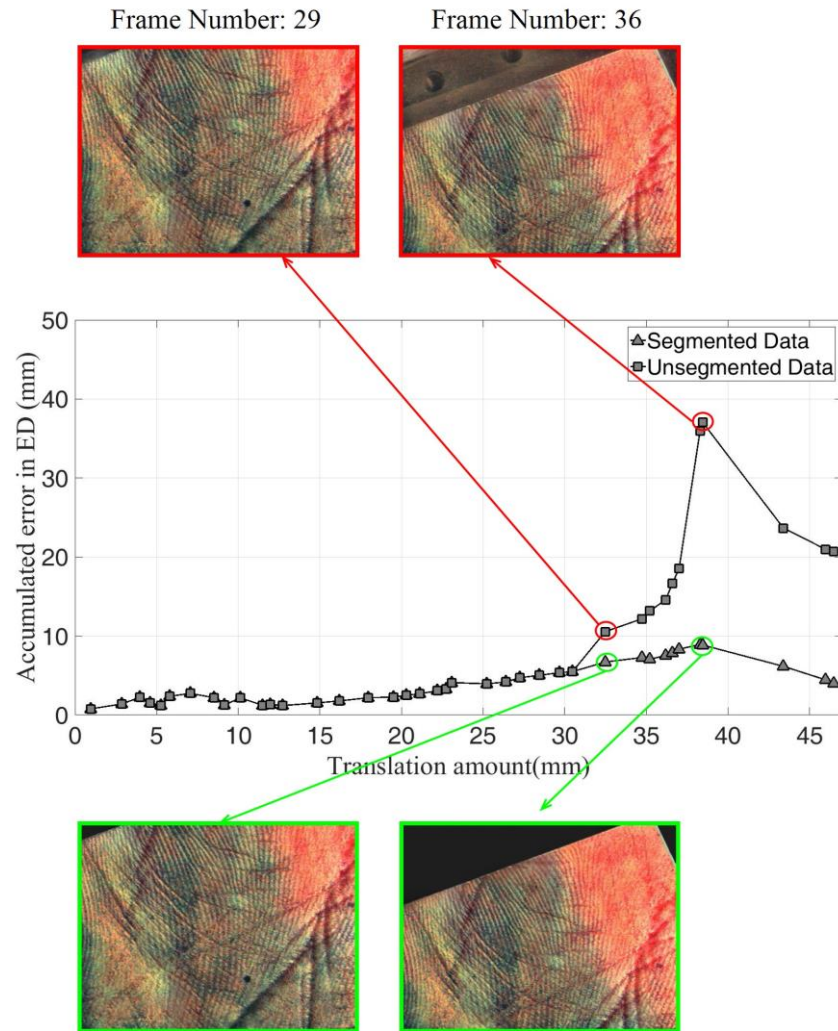 Frame Number: 29
Frame Number: 36
50
40
30
20
10
0
Accumulated error in ED (mm)
Segmented Data
Unsegmented Data
0 5 10 15 20 25 30 35 40 45
Translation amount(mm)